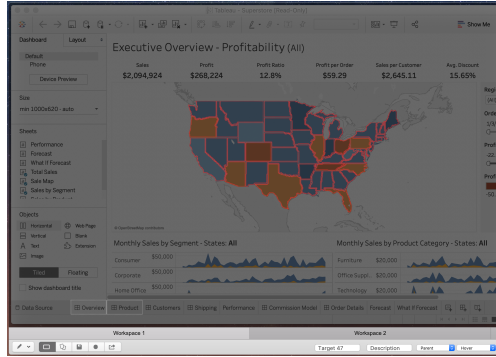 Tableau - Superstore [Read-Only]
Show Me
Dashboard Layout
Default
Phone
Device Preview
Size
min 1000x620 - auto
Sheets
Performance
Forecast
What If Forecast
Total Sales
Sale Map
Sales by Segment
Objects
Horizontal Web Page
Vertical Blank
Text Extension
Image
Tiled Floating
Show dashboard title
Executive Overview - Profitability (All)
Sales Profit Profit Ratio Profit per Order Sales per Customer Avg. Discount
$2,094,924 $268,224 12.8% $59.29 $2,645.11 15.65%
Monthly Sales by Segment - States: All
Consumer $50,000
Corporate $50,000
Home Office $50,000
Monthly Sales by Product Category - States: All
Furniture $20,000
Office Suppl.. $20,000
Technology $20,000
Data Source Overview Product Customers Shipping Performance Commission Model Order Details Forecast What If Forecast
Workspace 1 Workspace 2
Target 47 Description Parent Hover